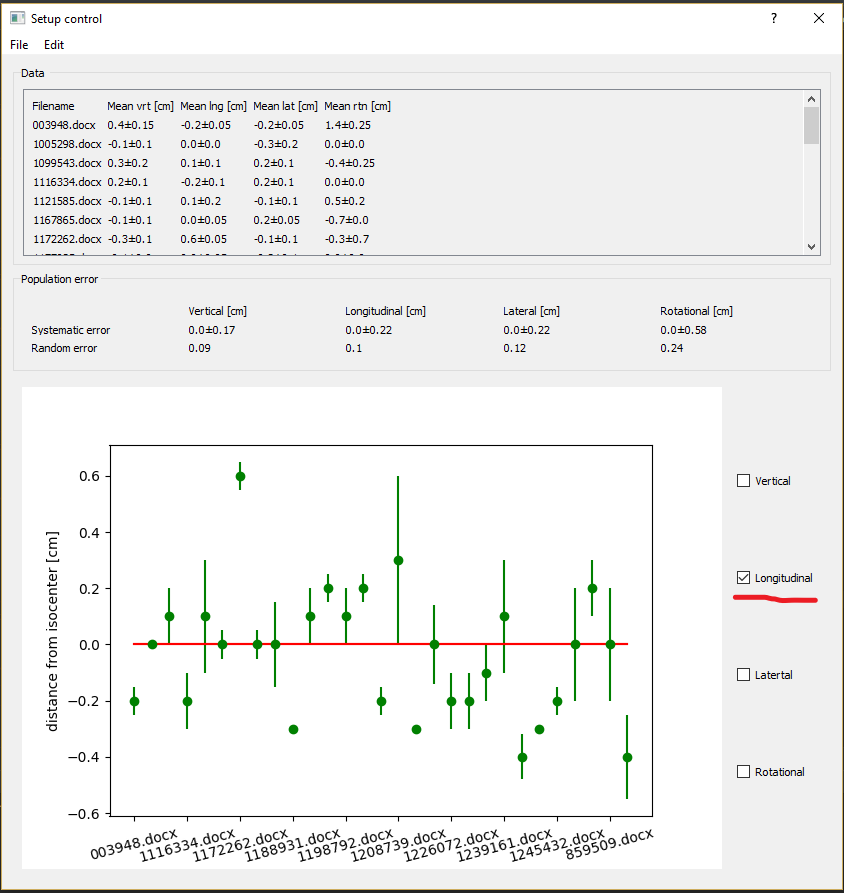 Setup control ?
File Edit
Data
Filename Mean vrt [cm] Mean lng [cm] Mean lat [cm] Mean rtn [cm]
003948.docx 0.4±0.15 -0.2±0.05 -0.2±0.05 1.4±0.25
1005298.docx -0.1±0.1 0.0±0.0 -0.3±0.2 0.0±0.0
1099543.docx 0.3±0.2 0.1±0.1 0.2±0.1 -0.4±0.25
1116334.docx 0.2±0.1 -0.2±0.1 0.2±0.1 0.0±0.0
1121585.docx -0.1±0.1 0.1±0.2 -0.1±0.1 0.5±0.2
1167865.docx -0.1±0.1 0.0±0.05 0.2±0.05 -0.7±0.0
1172262.docx -0.3±0.1 0.6±0.05 -0.1±0.1 -0.3±0.7
Population error
Vertical [cm] Longitudinal [cm] Lateral [cm] Rotational [cm]
Systematic error 0.0±0.17 0.0±0.22 0.0±0.22 0.0±0.58
Random error 0.09 0.1 0.12 0.24
distance from isocenter [cm]
0.6
0.4
0.2
0.0
−0.2
−0.4
−0.6
003948.docx 1116334.docx 1172262.docx 1188931.docx 1198792.docx 1208739.docx 1226072.docx 1239161.docx 1245432.docx 859509.docx
Vertical
Longitudinal
Latertal
Rotational